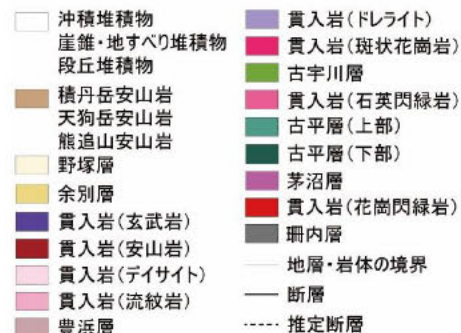 沖積堆積物
崖錐・地すべり堆積物
段丘堆積物
積丹岳安山岩
天狗岳安山岩
熊追山安山岩
野塚層
余別層
貫入岩(玄武岩)
貫入岩(安山岩)
貫入岩(デイサイト)
貫入岩(流紋岩)
豊浜層
貫入岩(ドレライト)
貫入岩(斑状花崗岩)
古宇川層
貫入岩(石英閃緑岩)
古平層(上部)
古平層(下部)
茅沼層
貫入岩(花崗閃緑岩)
珊内層
地層・岩体の境界
断層
推定断層